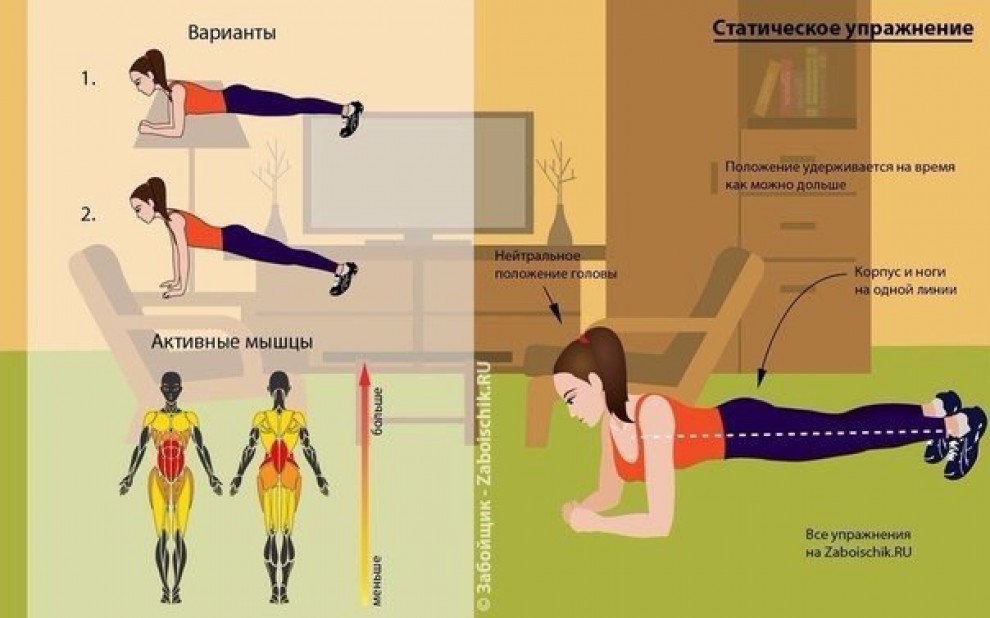 Варианты
1.
2.
Активные мышцы
больше
меньше
© Забойщик - Zaboischik.RU
Статическое упражнение
Положение удерживается на время
как можно дольше
Нейтральное
положение головы
Корпус и ноги
на одной линии
Все упражнения
на Zaboischik.RU